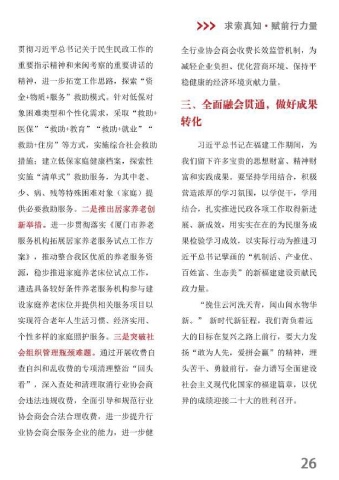 >>> 求索真知·赋前行力量
贯彻习近平总书记关于民生民政工作的
重要指示精神和来闽考察的重要讲话的
精神，进一步拓宽工作思路，探索“资
金+物质+服务”救助模式。针对低保对
象困难类型和个性化需求，采取“救助+
医保”“救助+教育”“救助+就业”“
救助+住房”等方式，实施综合社会救助
措施；建立低保家庭健康档案，探索性
实施“清单式”救助服务。为其中老、
少、病、残等特殊困难对象（家庭）提
供必要救助服务。二是推出居家养老创
新举措。进一步贯彻落实《厦门市养老
服务机构拓展居家养老服务试点工作方
案》，推动整合我区优质的养老服务资
源，稳步推进家庭养老床位试点工作，
遴选具备较好条件养老服务机构参与建
设家庭养老床位并提供相关服务项目以
实现符合老年人生活习惯、经济实用、
个性多样的家庭照护服务。三是突破社
会组织管理瓶颈难题。通过开展收费自
查自纠和乱收费的专项清理整治“回头
看”，深入查处和清理取消行业协会商
会违法违规收费，全面引导和规范行业
协会商会合法合理收费，进一步提升行
业协会商会服务企业的能力，进一步健
全行业协会商会收费长效监管机制，为
减轻企业负担、优化营商环境、保持平
稳健康的经济环境贡献力量。
三、全面融会贯通，做好成果
转化
习近平总书记在福建工作期间，为
我们留下许多宝贵的思想财富、精神财
富和实践成果。要坚持学用结合，积极
营造浓厚的学习氛围，以学促干，学用
结合，扎实推进民政各项工作取得新进
展、新成效，用实实在在的为民服务成
果检验学习成效，以实际行动为推进习
近平总书记擘画的“机制活、产业优、
百姓富、生态美”的新福建建设贡献民
政力量。
“挽住云河洗天青，闽山闽水物华
新。” 新时代新征程，我们背负着远
大的目标在复兴之路上前行，要大力发
扬“敢为人先，爱拼会赢”的精神，埋
头苦干、勇毅前行，奋力谱写全面建设
社会主义现代化国家的福建篇章，以优
异的成绩迎接二十大的胜利召开。
26